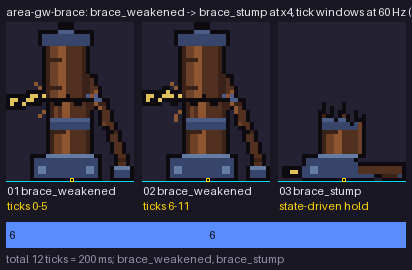 area-gw-brace: brace_weakened -> brace_stump at x4, tick windows at 60 Hz (
01 brace_weakened
ticks 0-5
02 brace_weakened
ticks 6-11
03 brace_stump
state-driven hold
6
6
total 12 ticks = 200 ms; brace_weakened, brace_stump